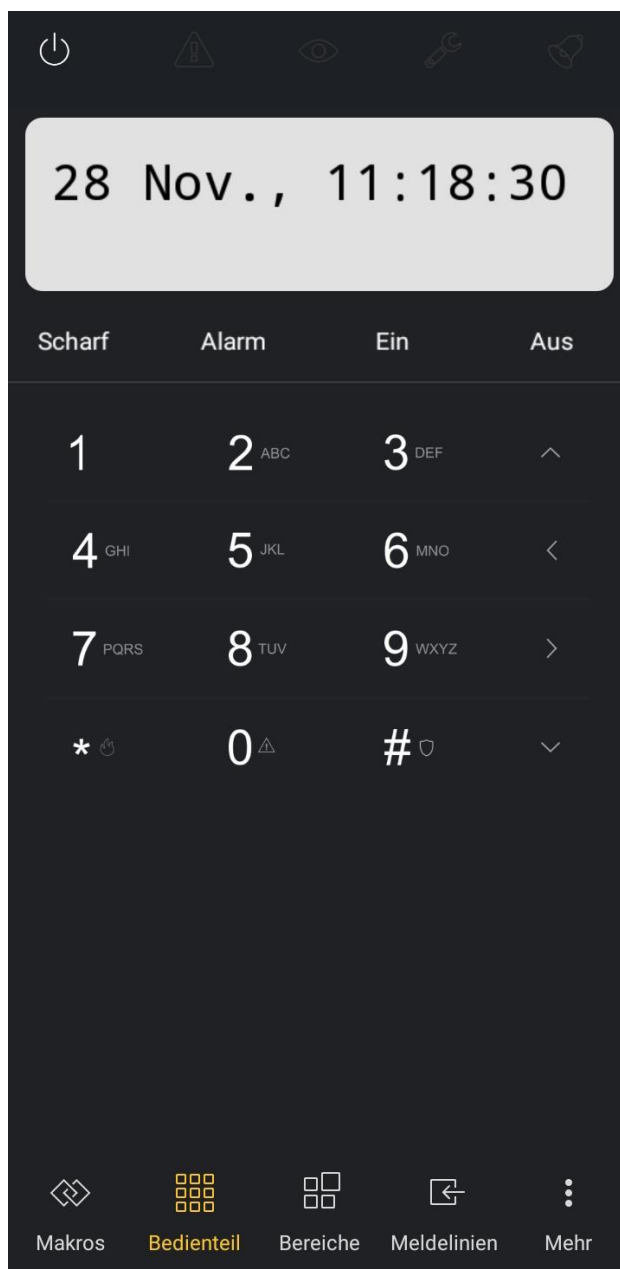 28 Nov., 11:18:30
Scharf Alarm Ein Aus
1 2 ABC 3 DEF
4 GHI 5 JKL 6 MNO
7 PQRS 8 TUV 9 WXYZ
* 0 #
Makros Bedienteil Bereiche Meldelinien Mehr